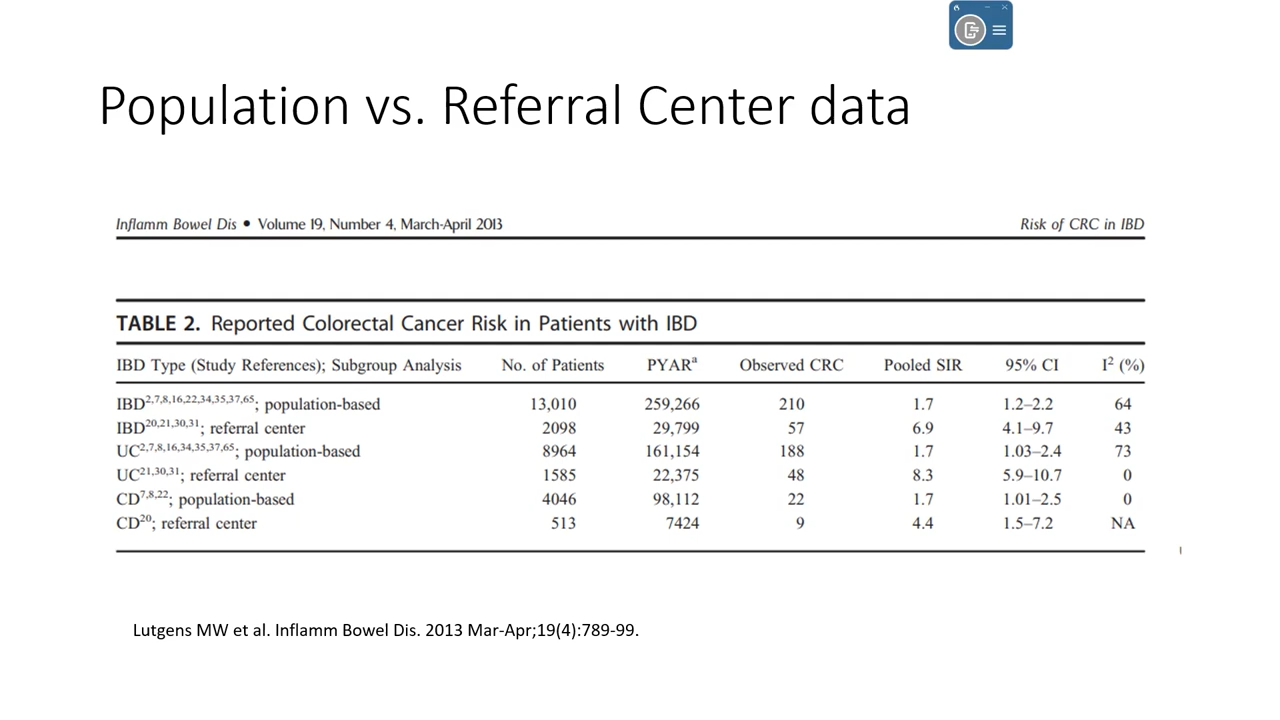 Population vs. Referral Center data
Inflamm Bowel Dis • Volume 19, Number 4, March-April 2013 Risk of CRC in IBD
TABLE 2. Reported Colorectal Cancer Risk in Patients with IBD
IBD Type (Study References); Subgroup Analysis No. of Patients PYARᵃ Observed CRC Pooled SIR 95% CI I² (%)
IBD²,⁷,⁸,¹⁶,²²,³⁴,³⁵,³⁷,⁶⁵; population-based 13,010 259,266 210 1.7 1.2–2.2 64
IBD²⁰,²¹,³⁰,³¹; referral center 2098 29,799 57 6.9 4.1–9.7 43
UC²,⁷,⁸,¹⁶,³⁴,³⁵,³⁷,⁶⁵; population-based 8964 161,154 188 1.7 1.03–2.4 73
UC²¹,³⁰,³¹; referral center 1585 22,375 48 8.3 5.9–10.7 0
CD⁷,⁸,²²; population-based 4046 98,112 22 1.7 1.01–2.5 0
CD²⁰; referral center 513 7424 9 4.4 1.5–7.2 NA
Lutgens MW et al. Inflamm Bowel Dis. 2013 Mar-Apr;19(4):789-99.